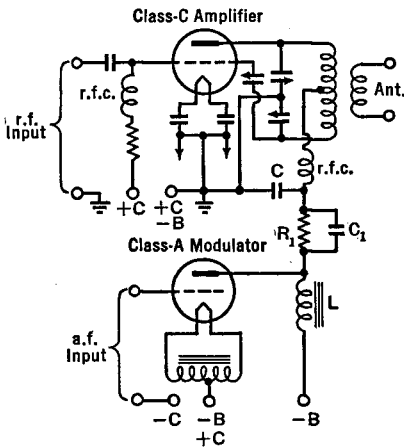 Class-C Amplifier
r.f.c.
r.f.
Input
Ant.
r.f.c.
C
+C
+C
-B
R1
C1
Class-A Modulator
L
a.f.
Input
-C
-B
+C
-B